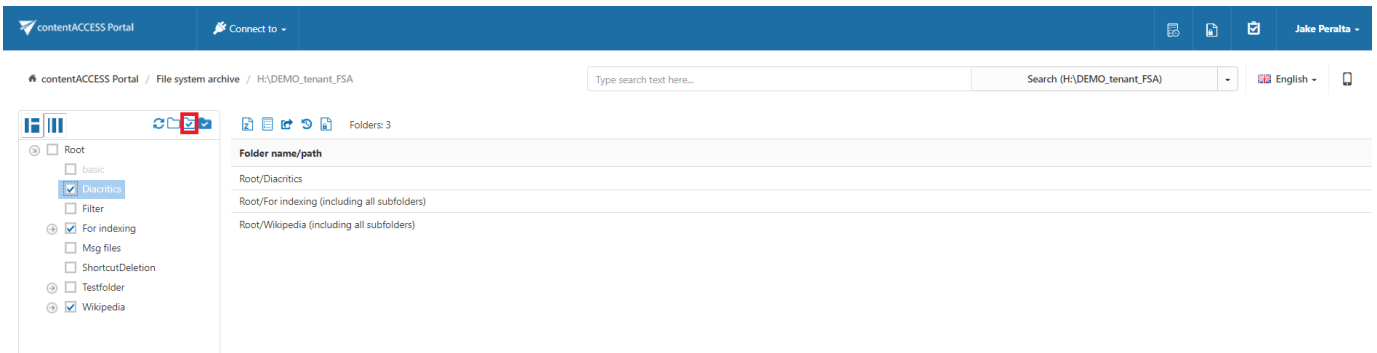 contentACCESS Portal Connect to Jake Peralta
contentACCESS Portal / File system archive / H:\DEMO_tenant_FSA Type search text here... Search (H:\DEMO_tenant_FSA) English
Folders: 3
Root
basic
Diacritics
Filter
For indexing
Msg files
ShortcutDeletion
Testfolder
Wikipedia
Folder name/path
Root/Diacritics
Root/For indexing (including all subfolders)
Root/Wikipedia (including all subfolders)